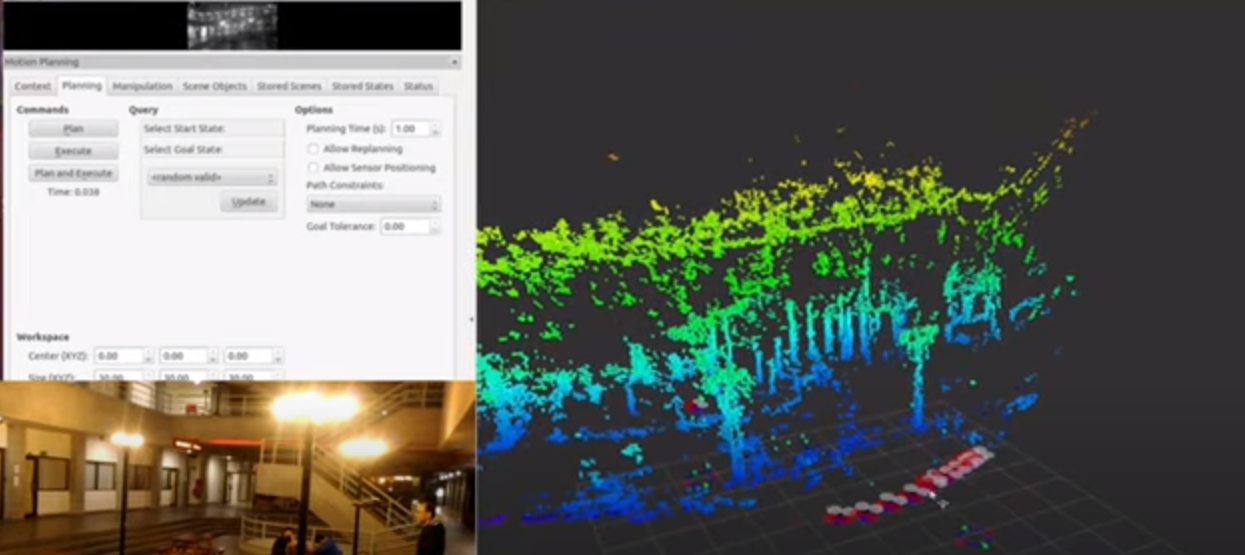 Motion Planning
Context Planning Manipulation Scene Objects Stored Scenes Stored States Status
Commands Query Options
Plan Select Start State: Planning Time (s): 1.00
Execute Select Goal State: Allow Replanning
Plan and Execute <random valid> Allow Sensor Positioning
Time: 0.038 Update Path Constraints:
None
Goal Tolerance: 0.00
Workspace
Center (XYZ): 0.00 0.00 0.00
Size (XYZ):